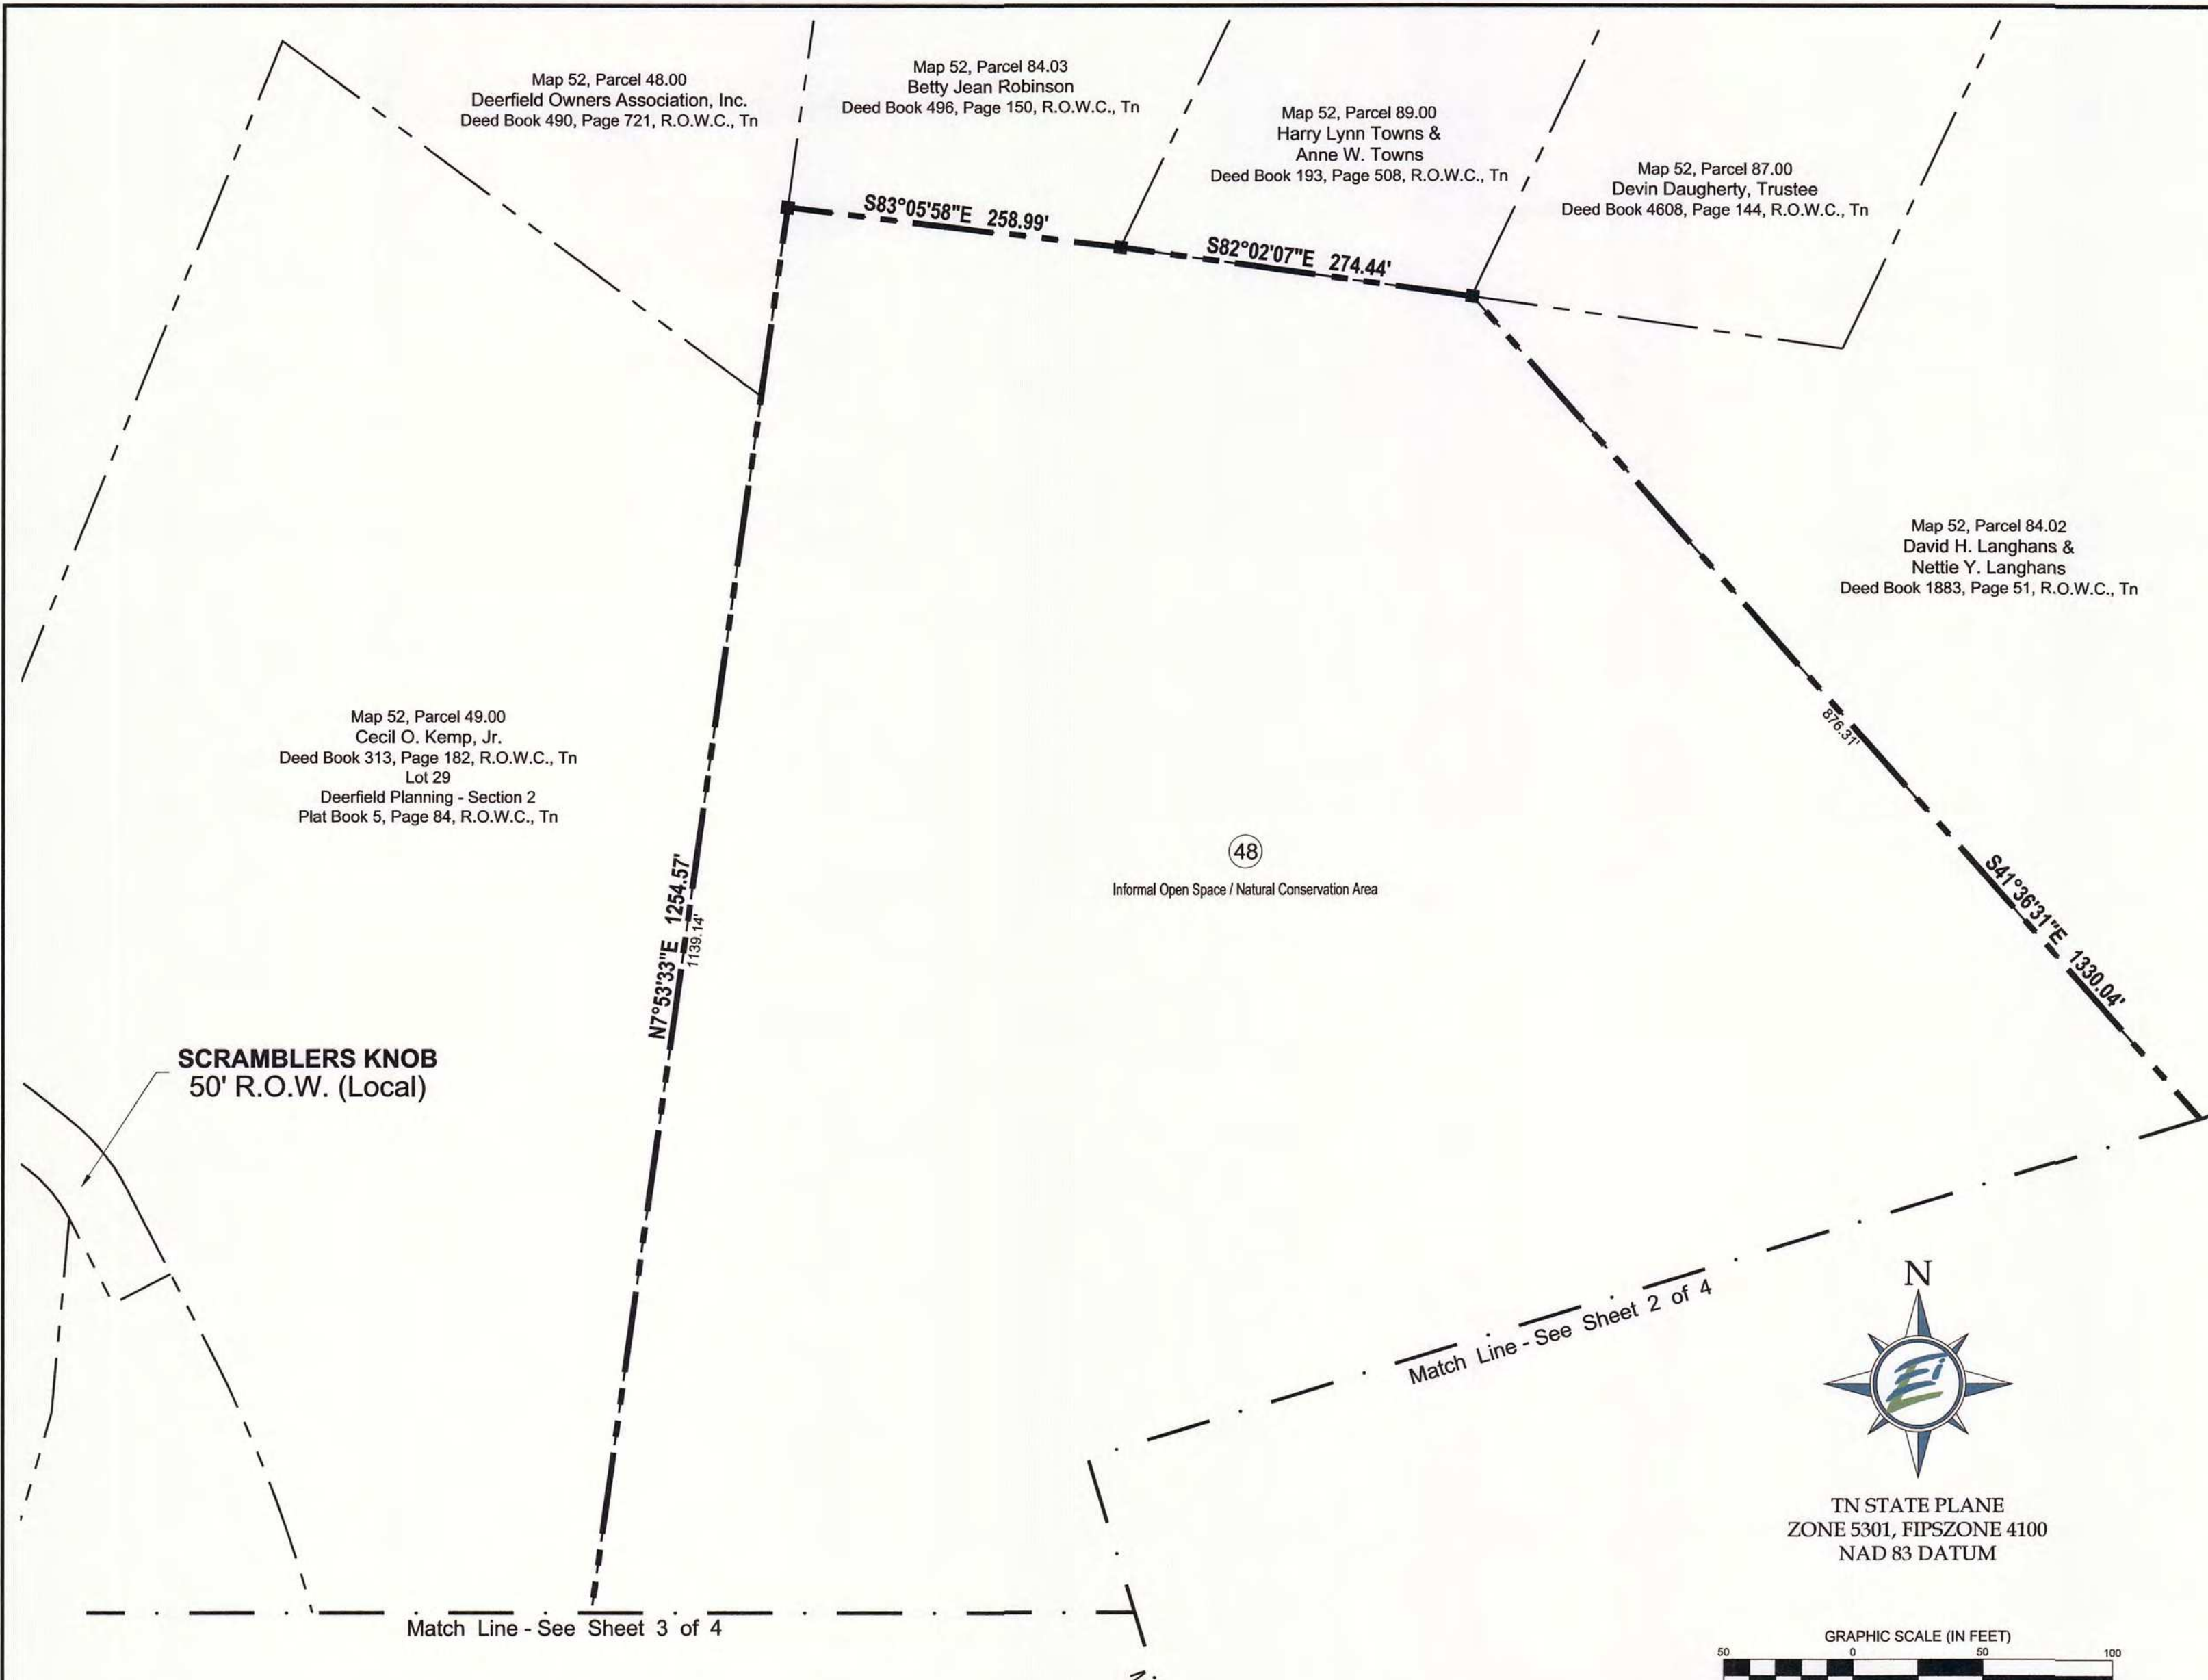 Map 52, Parcel 48.00
Deerfield Owners Association, Inc.
Deed Book 490, Page 721, R.O.W.C., Tn
Map 52, Parcel 84.03
Betty Jean Robinson
Deed Book 496, Page 150, R.O.W.C., Tn
Map 52, Parcel 89.00
Harry Lynn Towns &
Anne W. Towns
Deed Book 193, Page 508, R.O.W.C., Tn
Map 52, Parcel 87.00
Devin Daugherty, Trustee
Deed Book 4608, Page 144, R.O.W.C., Tn
S83°05'58"E 258.99'
S82°02'07"E 274.44'
Map 52, Parcel 84.02
David H. Langhans &
Nettie Y. Langhans
Deed Book 1883, Page 51, R.O.W.C., Tn
876.31'
S41°36'31"E 1330.04'
Map 52, Parcel 49.00
Cecil O. Kemp, Jr.
Deed Book 313, Page 182, R.O.W.C., Tn
Lot 29
Deerfield Planning - Section 2
Plat Book 5, Page 84, R.O.W.C., Tn
N7°53'33"E 1254.57'
1139.14'
48
Informal Open Space / Natural Conservation Area
SCRAMBLERS KNOB
50' R.O.W. (Local)
Match Line - See Sheet 2 of 4
N
Ei
TN STATE PLANE
ZONE 5301, FIPSZONE 4100
NAD 83 DATUM
Match Line - See Sheet 3 of 4
GRAPHIC SCALE (IN FEET)
50 0 50 100